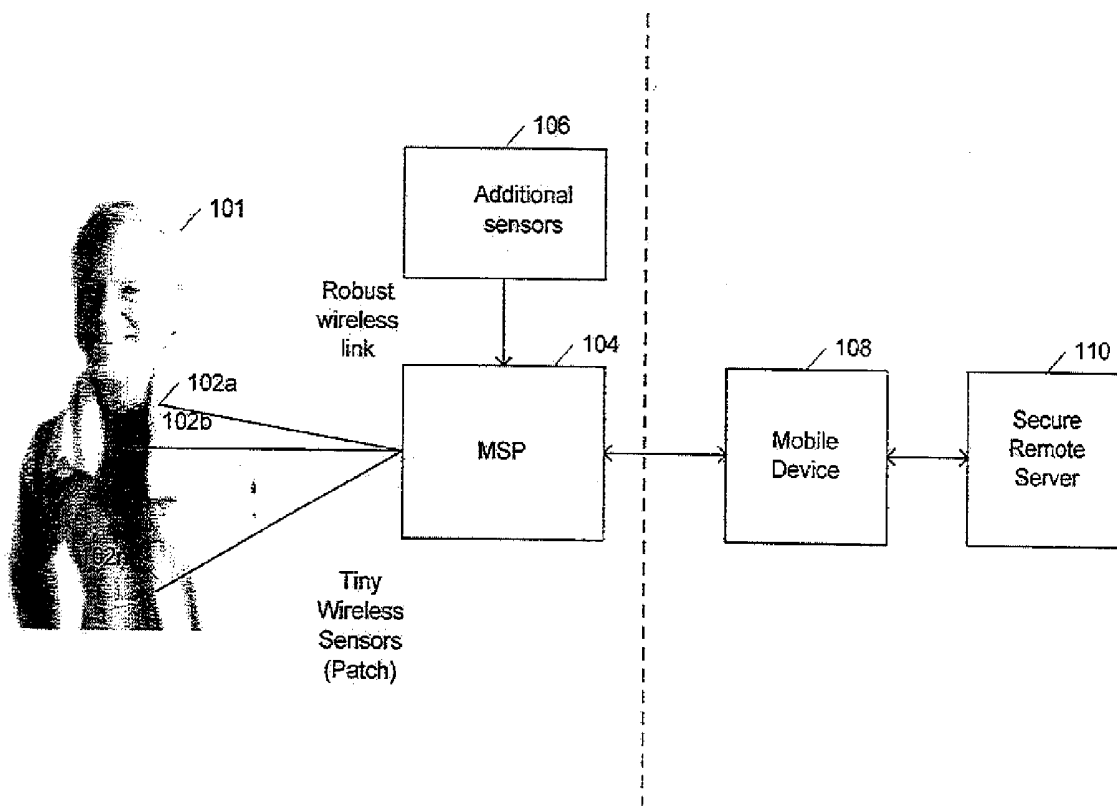 106
Additional
sensors
101
Robust
wireless
link
104
108
110
102a
102b
MSP
Mobile
Device
Secure
Remote
Server
Tiny
Wireless
Sensors
(Patch)